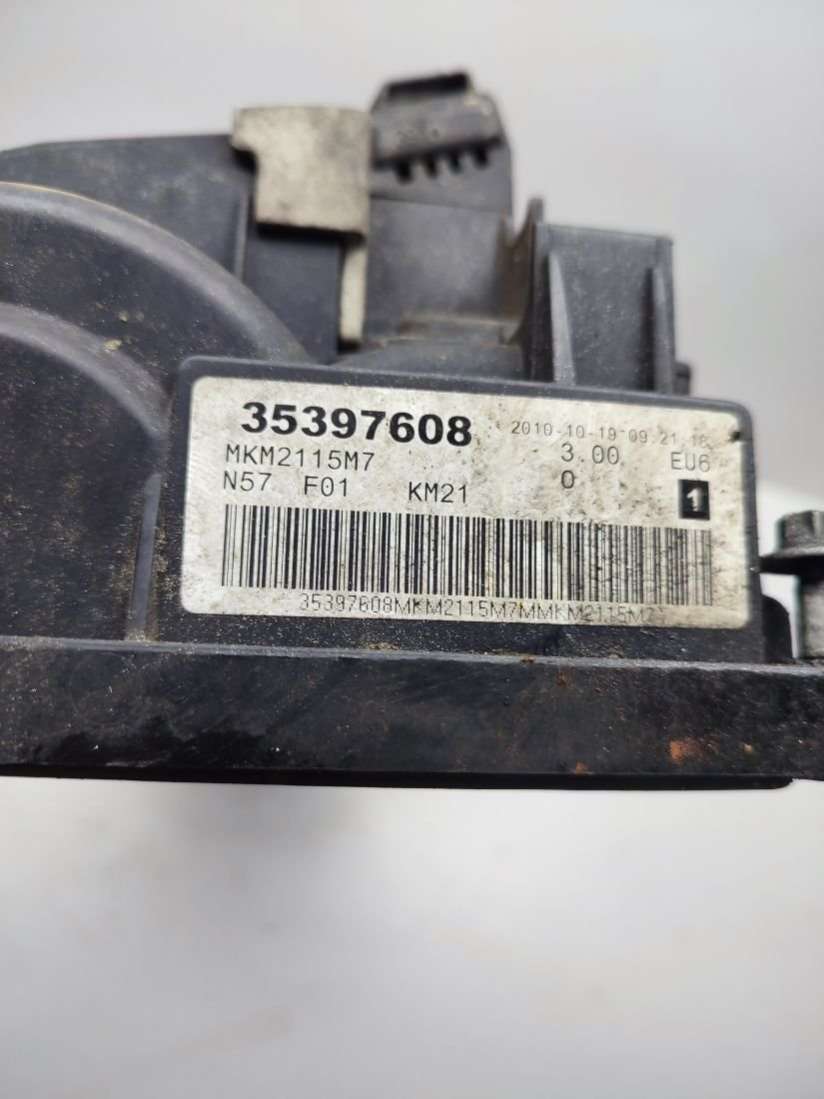 35397608 2010-10-19 09.21.16
MKM2115M7 3.00 EU6
N57 F01 KM21 0 1
35397608MKM2115M7MMKM2115M7